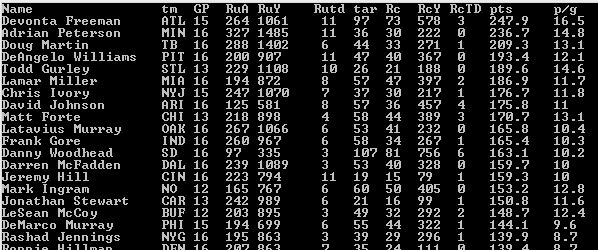 Name tm GP RuA RuY Rutd tar Rc RcY RcTD pts p/g
Devonta Freeman ATL 15 264 1061 11 97 73 578 3 247.9 16.5
Adrian Peterson MIN 16 327 1485 11 36 30 222 0 236.7 14.8
Doug Martin TB 16 288 1402 6 44 33 271 1 209.3 13.1
DeAngelo Williams PIT 16 200 907 11 47 40 367 0 193.4 12.1
Todd Gurley STL 13 229 1108 10 26 21 188 0 189.6 14.6
Lamar Miller MIA 16 194 872 8 57 47 397 2 186.9 11.7
Chris Ivory NYJ 15 247 1070 7 37 30 217 1 176.7 11.8
David Johnson ARI 16 125 581 8 57 36 457 4 175.8 11
Matt Forte CHI 13 218 898 4 58 44 389 3 170.7 13.1
Latavius Murray OAK 16 267 1066 6 53 41 232 0 165.8 10.4
Frank Gore IND 16 260 967 6 58 34 267 1 165.4 10.3
Danny Woodhead SD 16 97 335 3 107 81 756 6 163.1 10.2
Darren McFadden DAL 16 239 1089 3 53 40 328 0 159.7 10
Jeremy Hill CIN 16 223 794 11 19 15 79 1 159.3 10
Mark Ingram NO 12 165 767 6 60 50 405 0 153.2 12.8
Jonathan Stewart CAR 13 242 989 6 21 16 99 1 150.8 11.6
LeSean McCoy BUF 12 203 895 3 49 32 292 2 148.7 12.4
DeMarco Murray PHI 15 194 699 6 55 44 322 1 144.1 9.6
Rashad Jennings NYG 16 195 863 3 39 29 296 1 139.9 8.7
Ronnie Hillman DEN 16 207 863 7 35 24 111 0 139.4 8.7